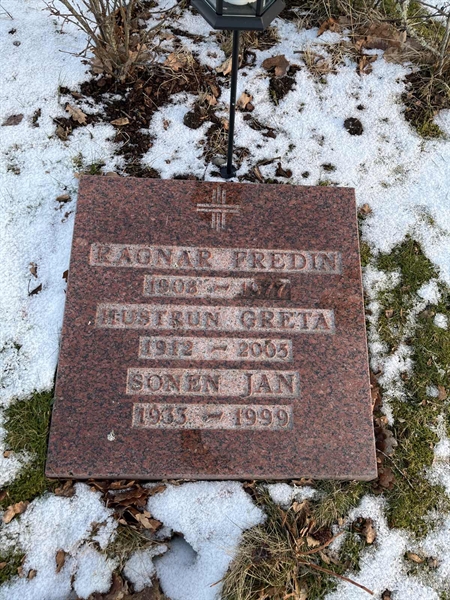 RAGNAR FREDIN
1908 - 1977
HUSTRUN GRETA
1912 - 2005
SONEN JAN
1935 - 1999